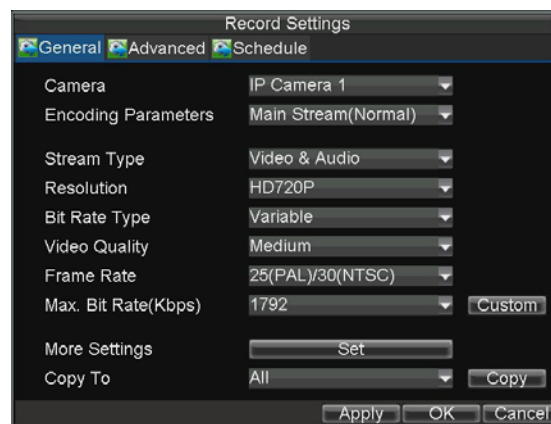 Record Settings
General Advanced Schedule
Camera IP Camera 1
Encoding Parameters Main Stream(Normal)
Stream Type Video & Audio
Resolution HD720P
Bit Rate Type Variable
Video Quality Medium
Frame Rate 25(PAL)/30(NTSC)
Max. Bit Rate(Kbps) 1792 Custom
More Settings Set
Copy To All Copy
Apply OK Cancel